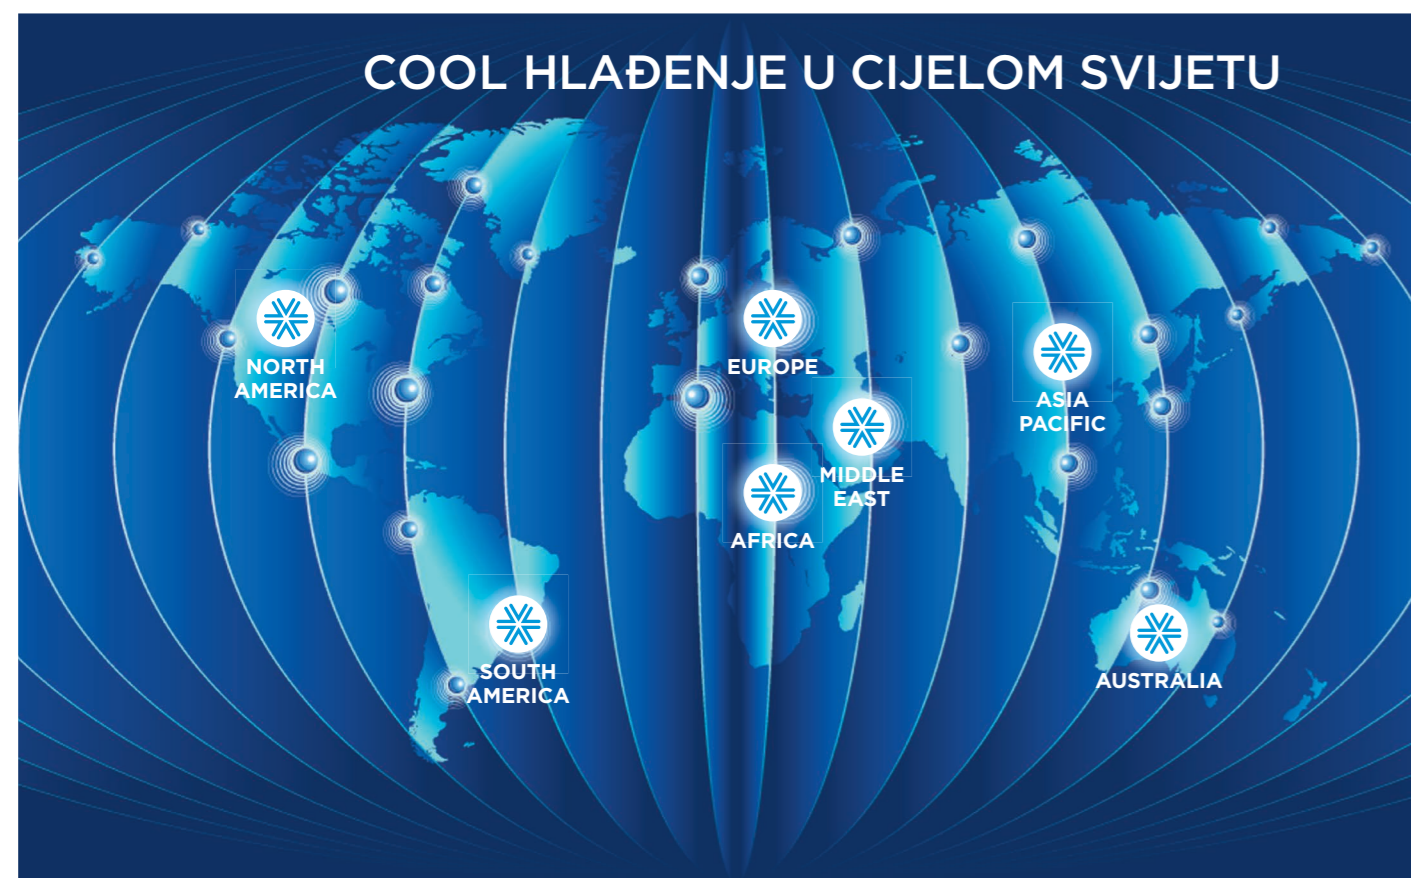 COOL HLAĐENJE U CIJELOM SVIJETU
NORTH
AMERICA
EUROPE
ASIA
PACIFIC
MIDDLE
EAST
AFRICA
SOUTH
AMERICA
AUSTRALIA